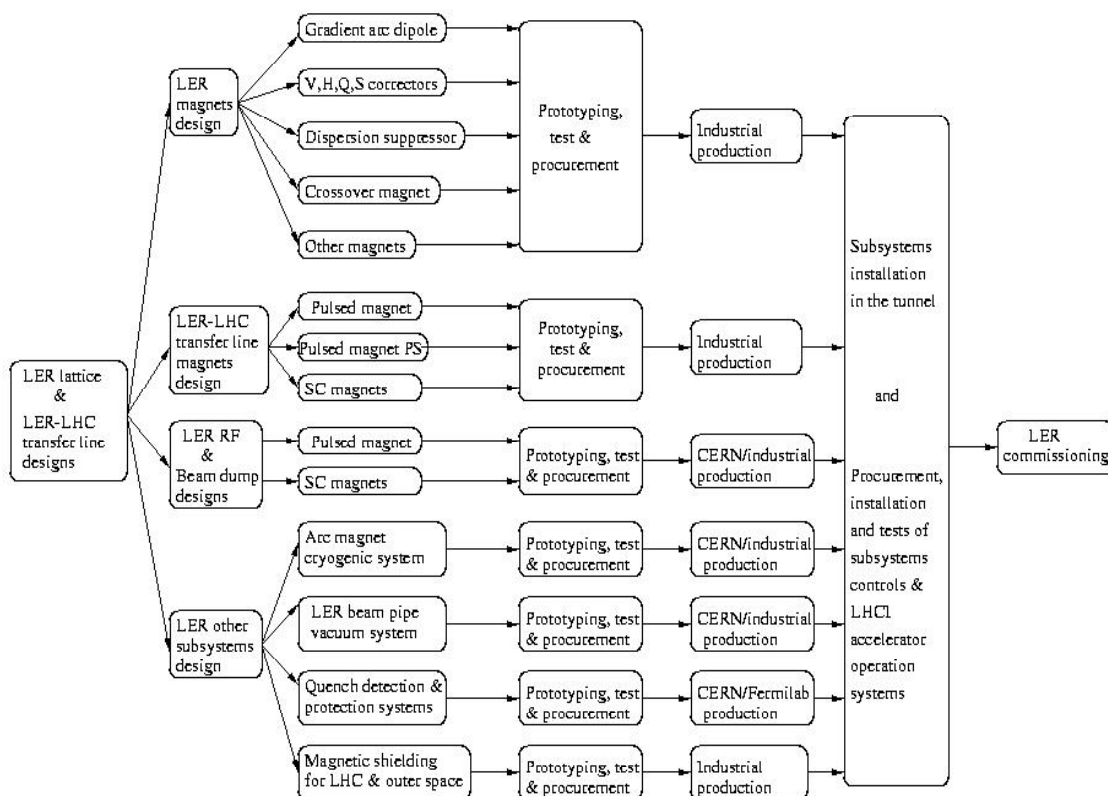 LER lattice
&
LER-LHC
transfer line
designs
LER
magnets
design
LER-LHC
transfer line
magnets
design
LER RF
&
Beam dump
designs
LER other
subsystems
design
Gradient arc dipole
V,H,Q,S correctors
Dispersion suppressor
Crossover magnet
Other magnets
Pulsed magnet
Pulsed magnet PS
SC magnets
Pulsed magnet
SC magnets
Arc magnet
cryogenic system
LER beam pipe
vacuum system
Quench detection &
protection systems
Magnetic shielding
for LHC & outer space
Prototyping,
test &
procurement
Prototyping,
test &
procurement
Prototyping, test
& procurement
Prototyping, test
& procurement
Prototyping, test
& procurement
Prototyping, test
& procurement
Prototyping, test
& procurement
Industrial
production
Industrial
production
CERN/industrial
production
CERN/industrial
production
CERN/industrial
production
CERN/Fermilab
production
Industrial
production
Subsystems
installation
in the tunnel
and
Procurement,
installation
and tests of
subsystems
controls &
LHCI
accelerator
operation
systems
LER
commissioning